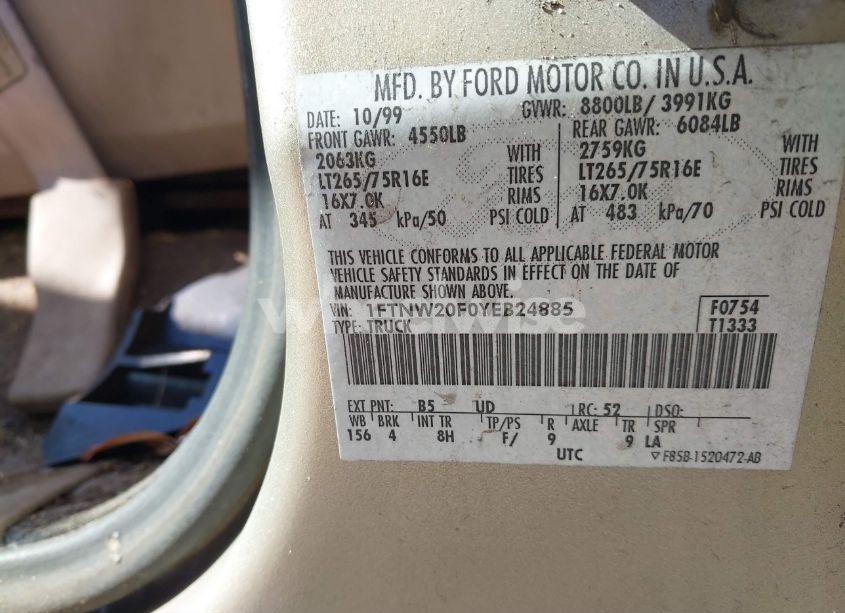 MFD. BY FORD MOTOR CO. IN U.S.A.
DATE: 10/99 GVWR: 8800LB/ 3991KG
FRONT GAWR: 4550LB REAR GAWR: 6084LB
2063KG WITH 2759KG WITH
LT265/75R16E TIRES LT265/75R16E TIRES
16X7.0K RIMS 16X7.0K RIMS
AT 345 kPa/50 PSI COLD AT 483 kPa/70 PSI COLD
THIS VEHICLE CONFORMS TO ALL APPLICABLE FEDERAL MOTOR
VEHICLE SAFETY STANDARDS IN EFFECT ON THE DATE OF
MANUFACTURE SHOWN ABOVE.
VIN: 1FTNW20F0YEB24885 F0754
TYPE: TRUCK T1333
EXT PNT: B5 UD RC: 52 DSO:
WB BRK INT TR TP/PS R AXLE TR SPR
156 4 8H F/ 9 9 LA
UTC ▽ F85B-1520472-AB